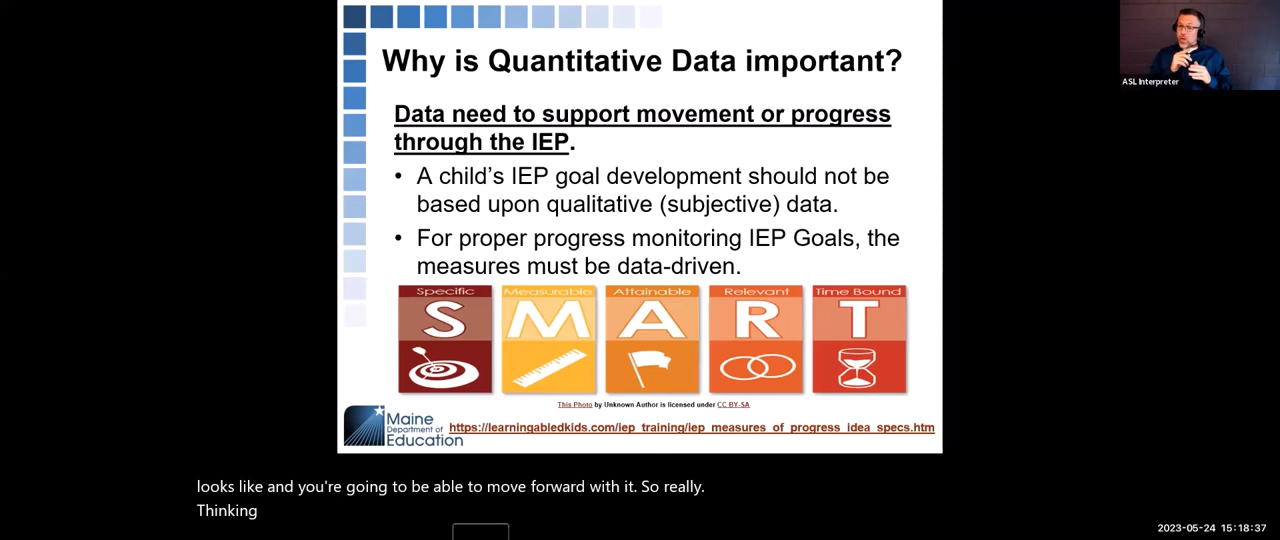 Why is Quantitative Data important?
ASL Interpreter
Data need to support movement or progress
through the IEP.
• A child's IEP goal development should not be
based upon qualitative (subjective) data.
• For proper progress monitoring IEP Goals, the
measures must be data-driven.
Specific Measurable Attainable Relevant Time Bound
S M A R T
This Photo by Unknown Author is licensed under CC BY-SA
Maine
Department of
Education
https://learningabledkids.com/iep_training/iep_measures_of_progress_idea_specs.htm
looks like and you're going to be able to move forward with it. So really.
Thinking
2023-05-24 15:18:37